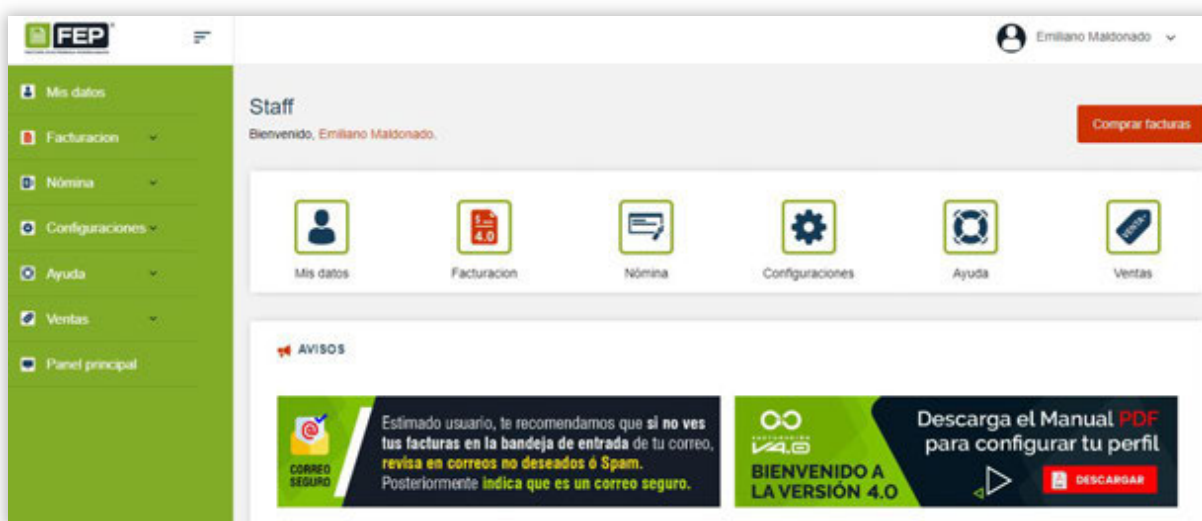 FEP
Emiliano Maldonado
Mis datos
Facturacion
Nómina
Configuraciones
Ayuda
Ventas
Panel principal
Staff
Bienvenido, Emiliano Maldonado.
Comprar facturas
Mis datos
$
4.0
Facturacion
Nómina
Configuraciones
Ayuda
VENTA
Ventas
AVISOS
CORREO
SEGURO
Estimado usuario, te recomendamos que si no ves
tus facturas en la bandeja de entrada de tu correo,
revisa en correos no deseados ó Spam.
Posteriormente indica que es un correo seguro.
V4.0
BIENVENIDO A
LA VERSIÓN 4.0
Descarga el Manual PDF
para configurar tu perfil
DESCARGAR